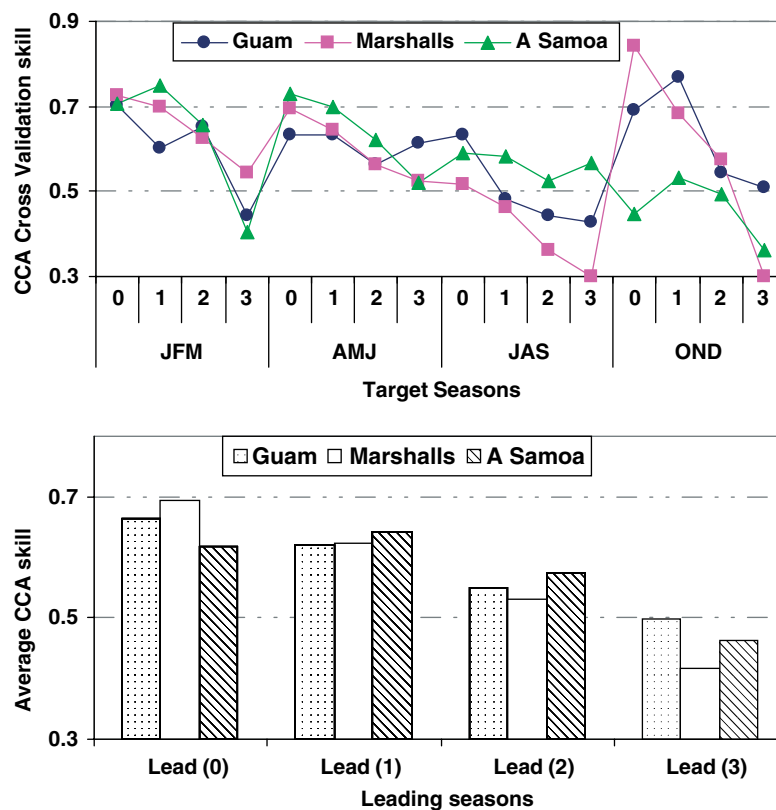 0.9
Guam Marshalls A Samoa
0.7
0.5
0.3
CCA Cross Validation skill
0 1 2 3 0 1 2 3 0 1 2 3 0 1 2 3
JFM AMJ JAS OND
Target Seasons
Guam Marshalls A Samoa
0.7
0.5
0.3
Average CCA skill
Lead (0) Lead (1) Lead (2) Lead (3)
Leading seasons